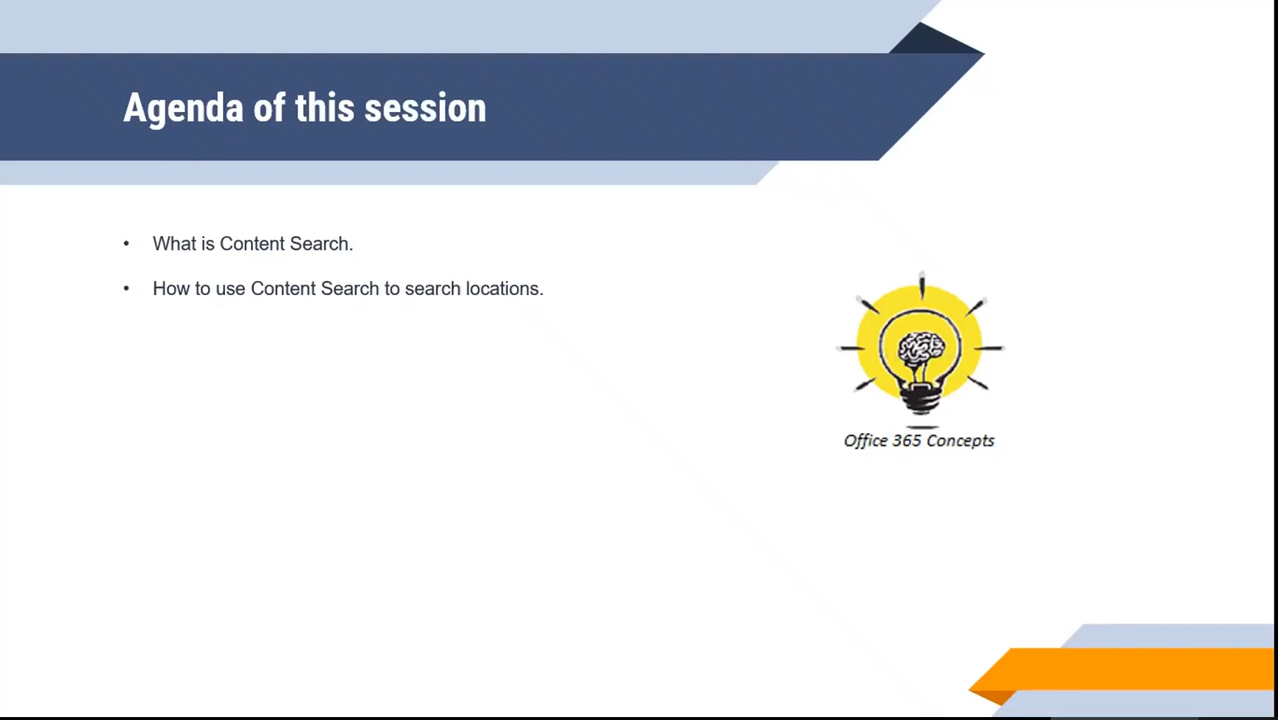 Agenda of this session
• What is Content Search.
• How to use Content Search to search locations.
Office 365 Concepts